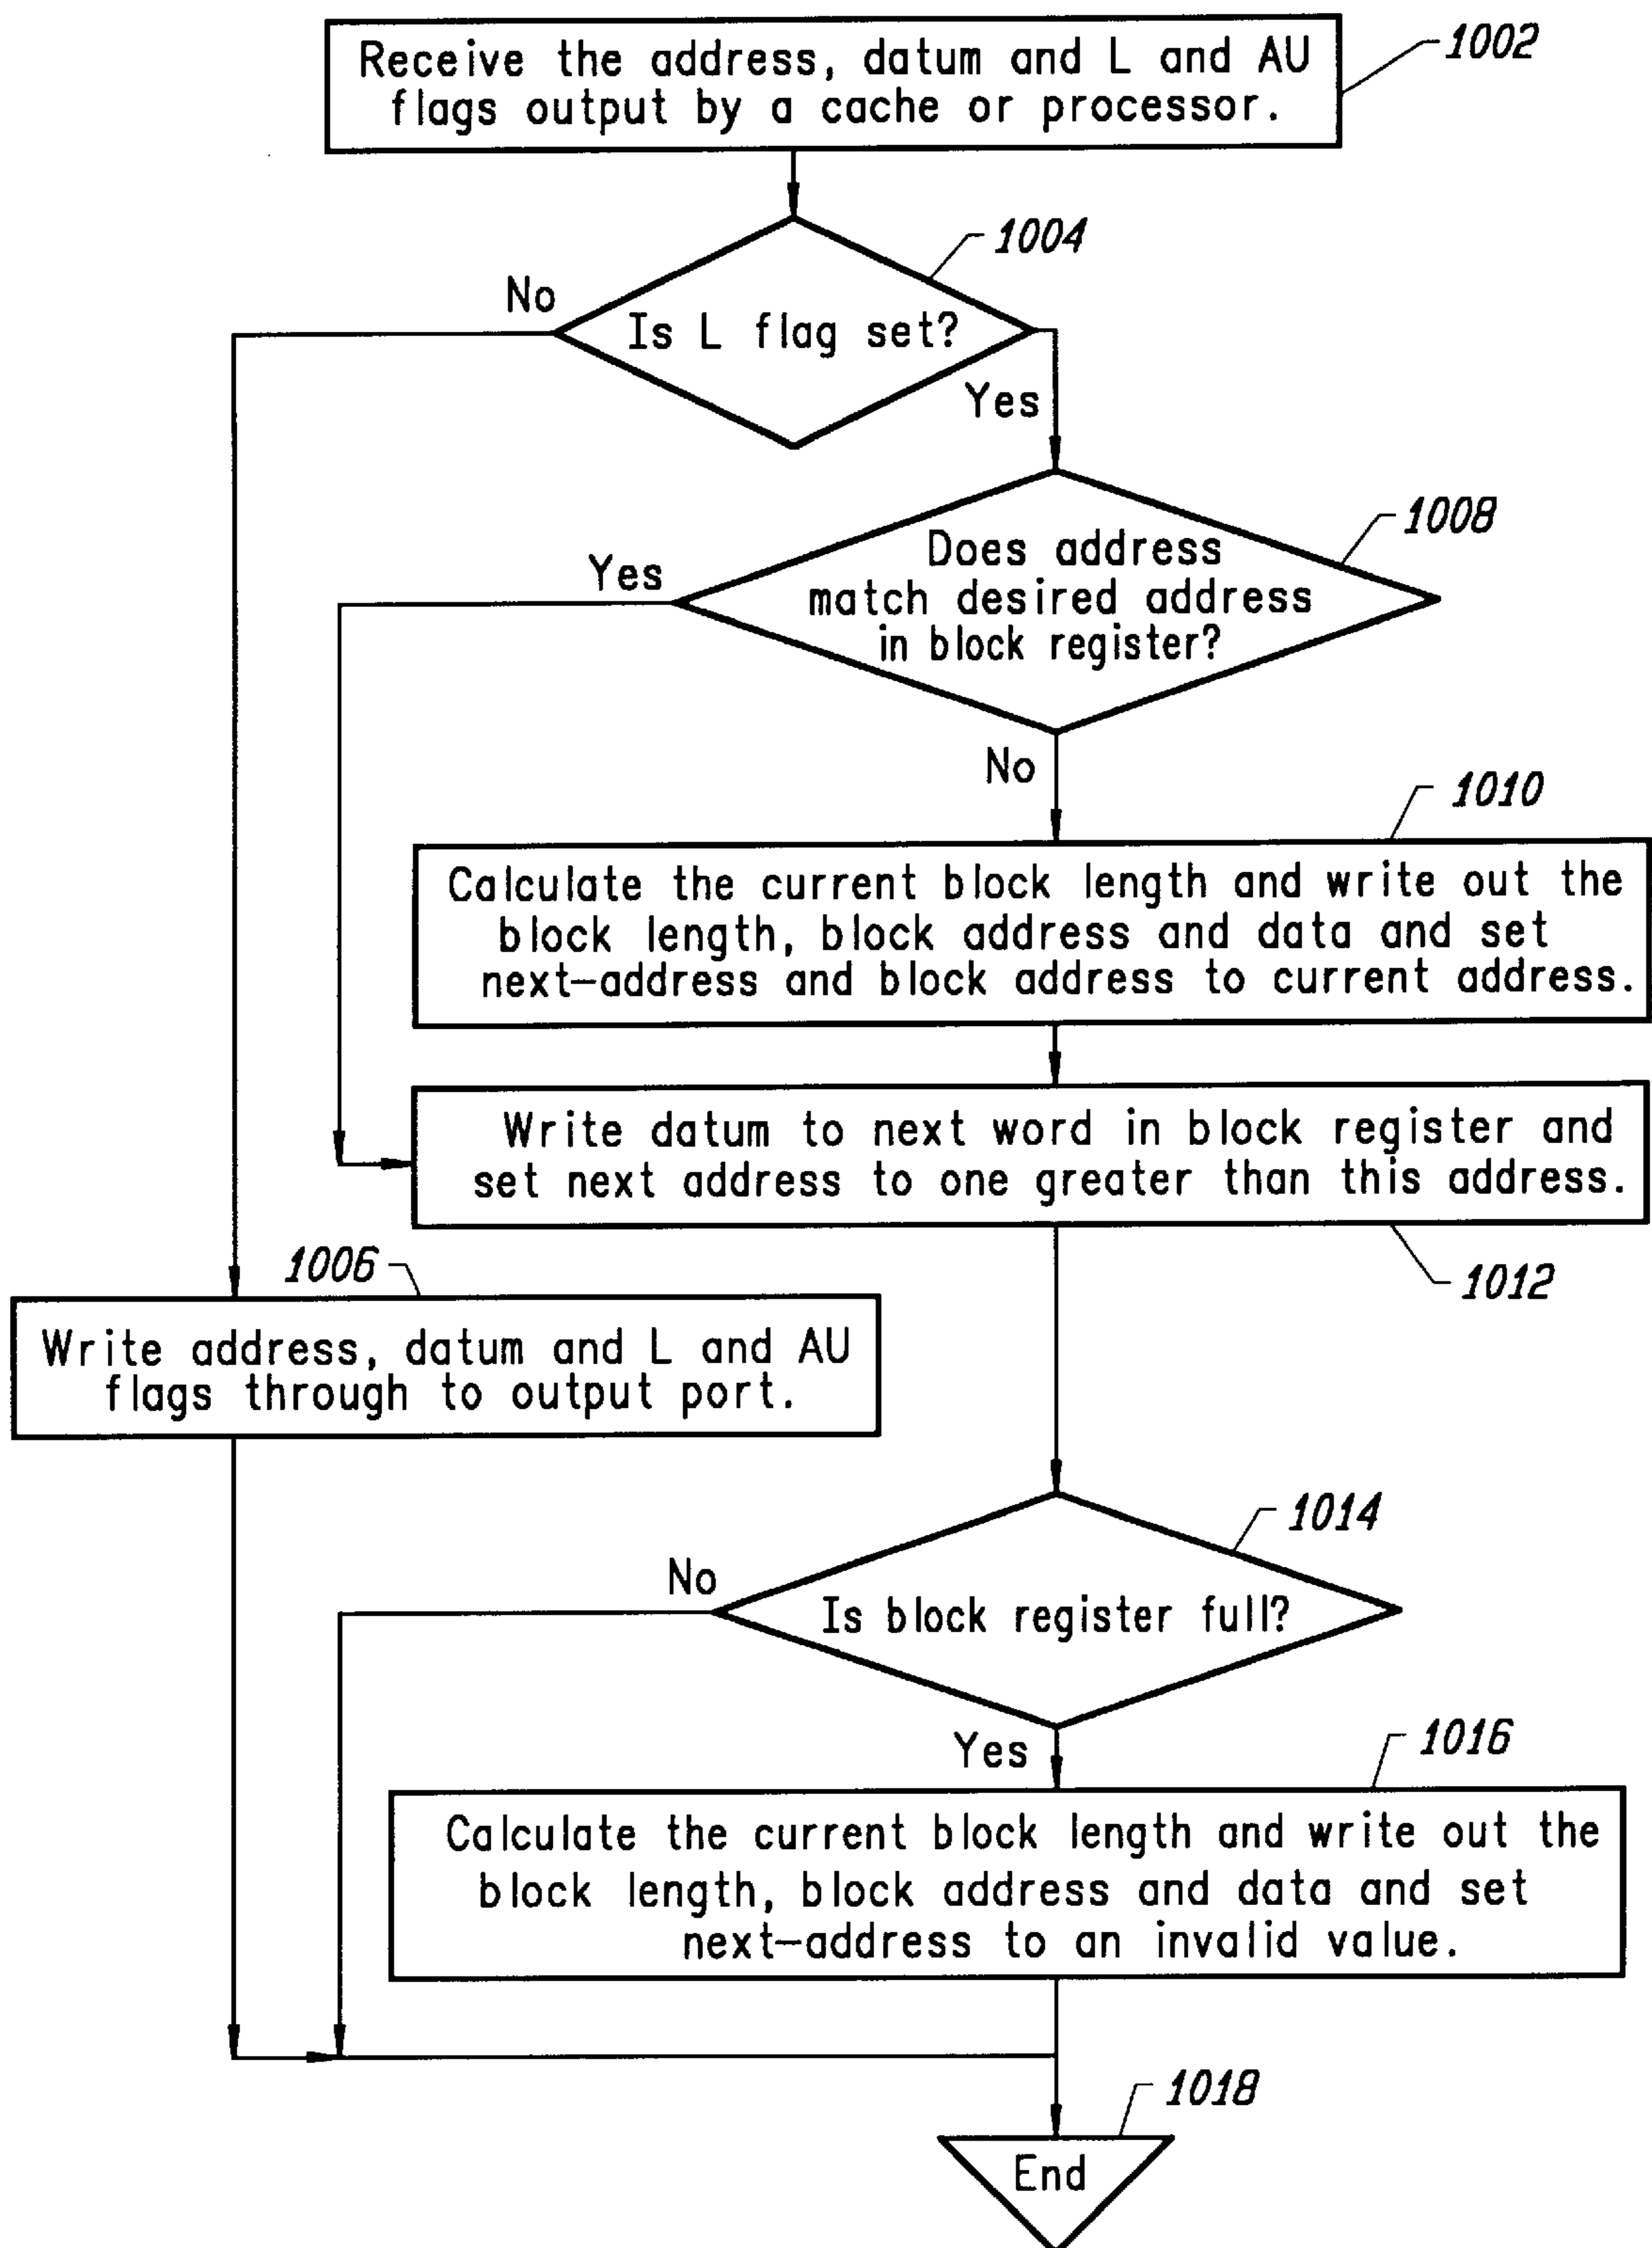 Receive the address, datum and L and AU
flags output by a cache or processor.
1002
1004
No
Is L flag set?
Yes
1008
Yes
Does address
match desired address
in block register?
No
1010
Calculate the current block length and write out the
block length, block address and data and set
next-address and block address to current address.
Write datum to next word in block register and
set next address to one greater than this address.
1012
1006
Write address, datum and L and AU
flags through to output port.
1014
No
Is block register full?
Yes
1016
Calculate the current block length and write out the
block length, block address and data and set
next-address to an invalid value.
1018
End